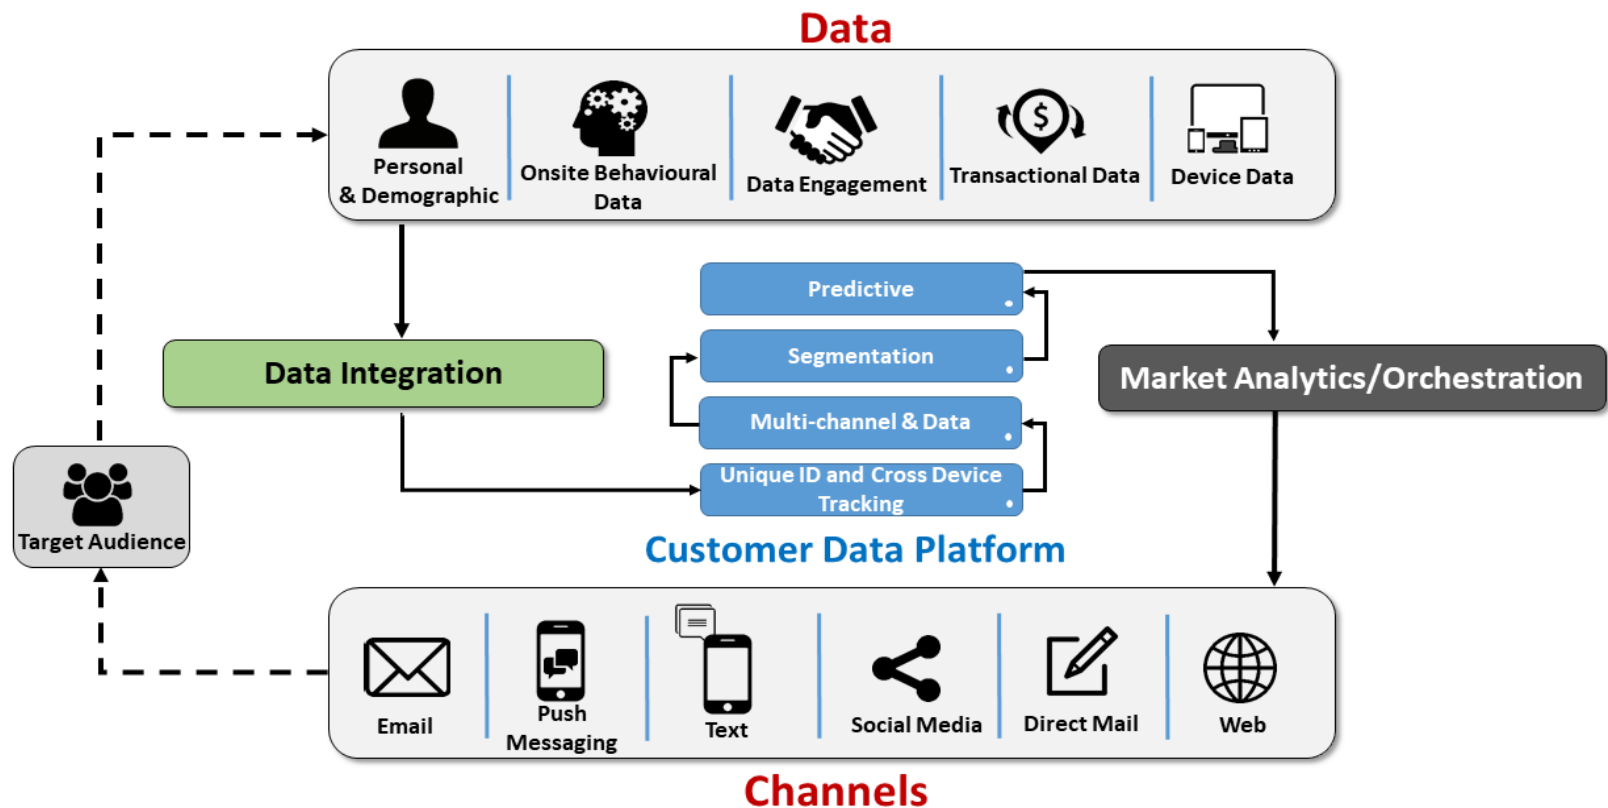 Data
Personal
& Demographic
Onsite Behavioural
Data
Data Engagement
Transactional Data
Device Data
Predictive
Segmentation
Multi-channel & Data
Unique ID and Cross Device
Tracking
Data Integration
Market Analytics/Orchestration
Target Audience
Customer Data Platform
Email
Push
Messaging
Text
Social Media
Direct Mail
Web
Channels